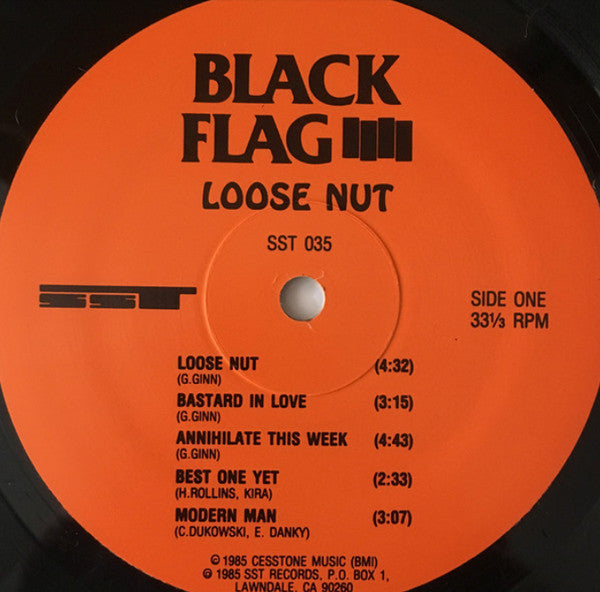 BLACK
FLAG
LOOSE NUT
SST 035
SST
SIDE ONE
33⅓ RPM
LOOSE NUT (4:32)
(G.GINN)
BASTARD IN LOVE (3:15)
(G.GINN)
ANNIHILATE THIS WEEK (4:43)
(G.GINN)
BEST ONE YET (2:33)
(H.ROLLINS, KIRA)
MODERN MAN (3:07)
(C.DUKOWSKI, E. DANKY)
© 1985 CESSTONE MUSIC (BMI)
℗ 1985 SST RECORDS, P.O. BOX 1,
LAWNDALE, CA 90260